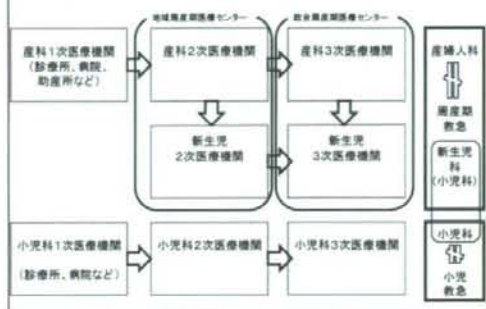 地域周産期医療センター
総合周産期医療センター
産科1次医療機関
(診療所、病院、
助産所など)
産科2次医療機関
産科3次医療機関
新生児
2次医療機関
新生児
3次医療機関
小児科1次医療機関
(診療所、病院など)
小児科2次医療機関
小児科3次医療機関
産婦人科
周産期
救急
新生児
科
(小児科)
小児科
小児
救急